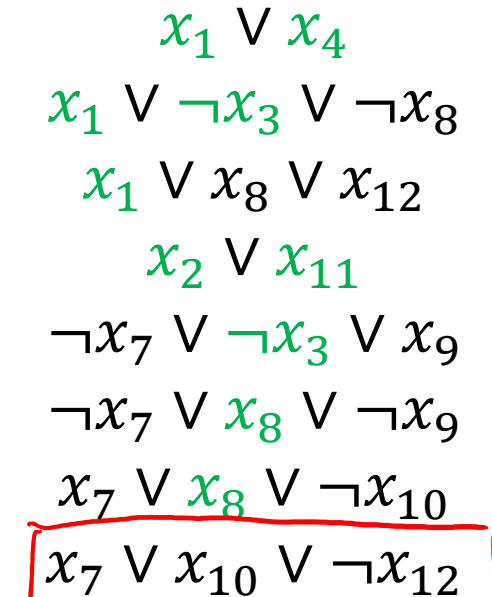 x₁ ∨ x₄
x₁ ∨ ¬x₃ ∨ ¬x₈
x₁ ∨ x₈ ∨ x₁₂
x₂ ∨ x₁₁
¬x₇ ∨ ¬x₃ ∨ x₉
¬x₇ ∨ x₈ ∨ ¬x₉
x₇ ∨ x₈ ∨ ¬x₁₀
x₇ ∨ x₁₀ ∨ ¬x₁₂